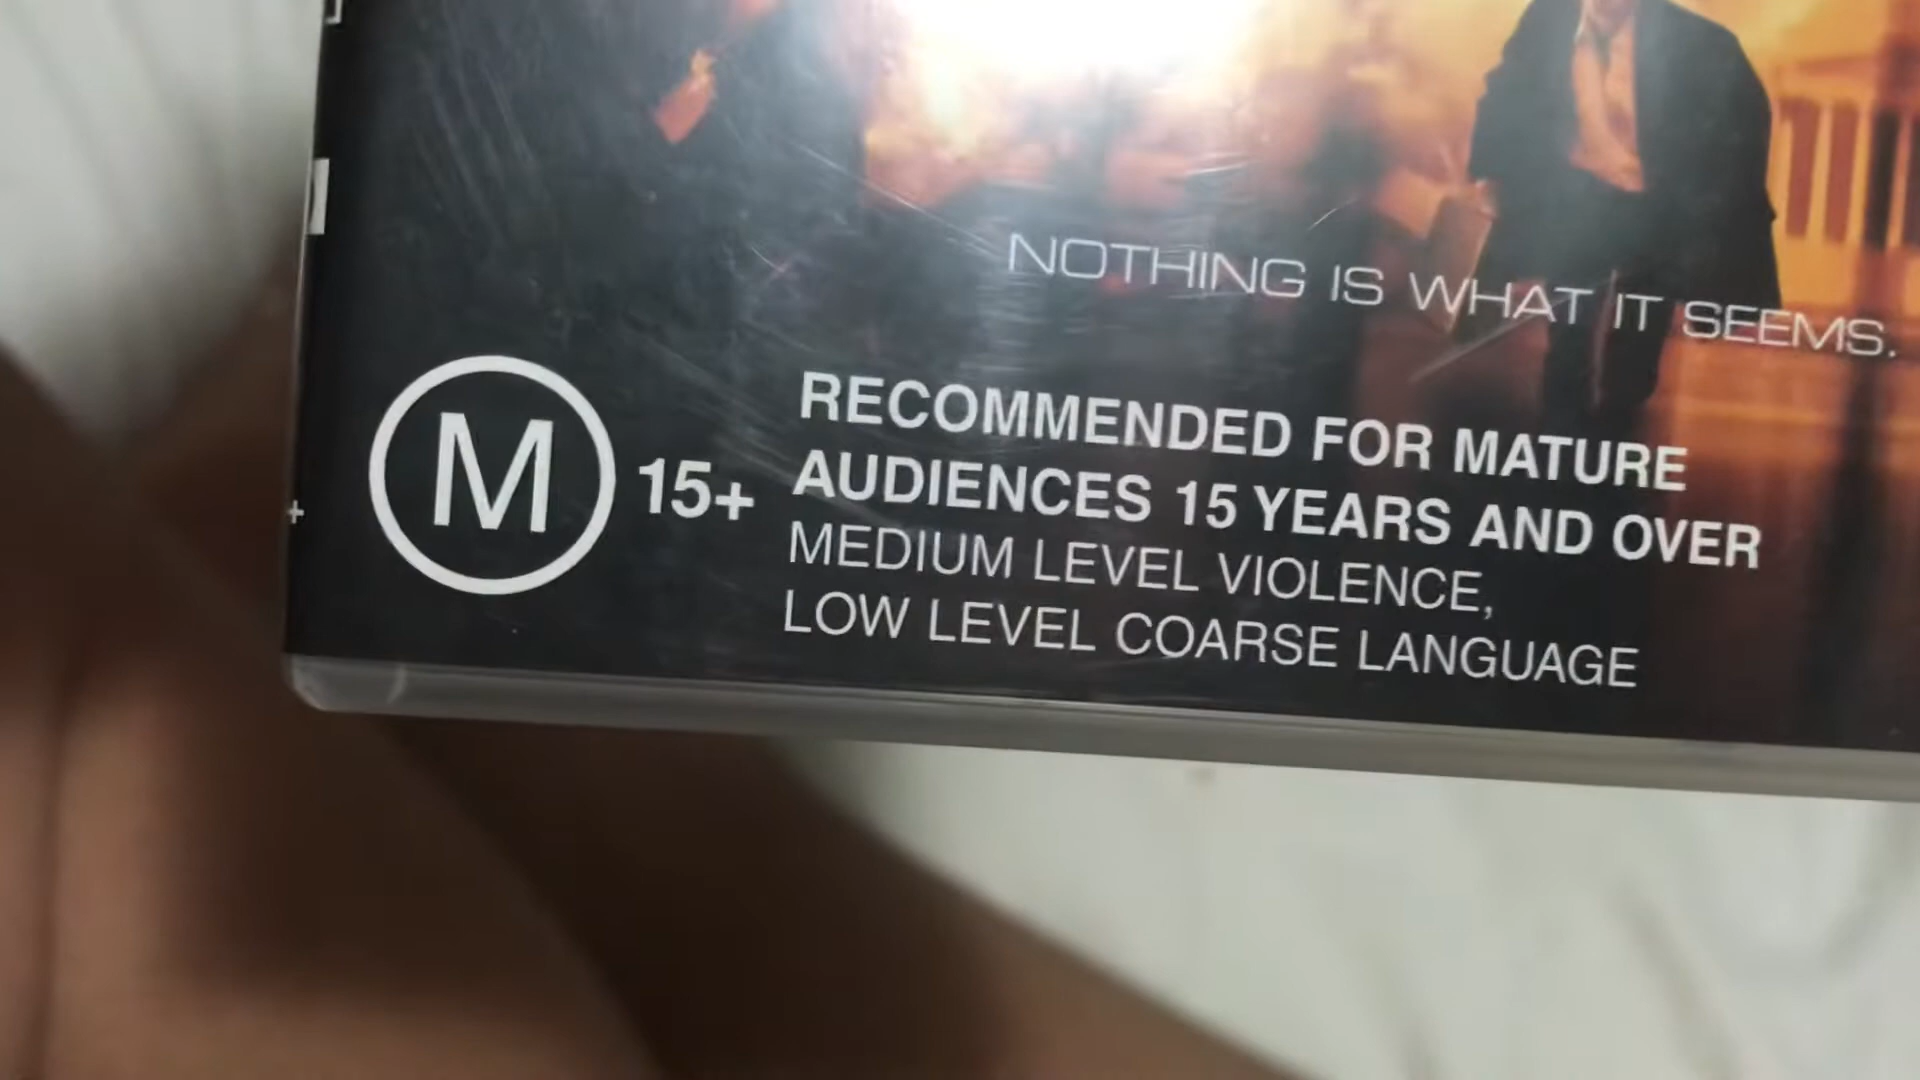 NOTHING IS WHAT IT SEEMS.
M 15+
RECOMMENDED FOR MATURE
AUDIENCES 15 YEARS AND OVER
MEDIUM LEVEL VIOLENCE,
LOW LEVEL COARSE LANGUAGE